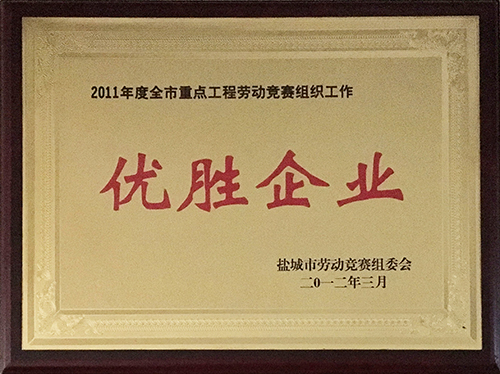 2011年度全市重点工程劳动竞赛组织工作
优胜企业
盐城市劳动竞赛组委会
二0一二年三月